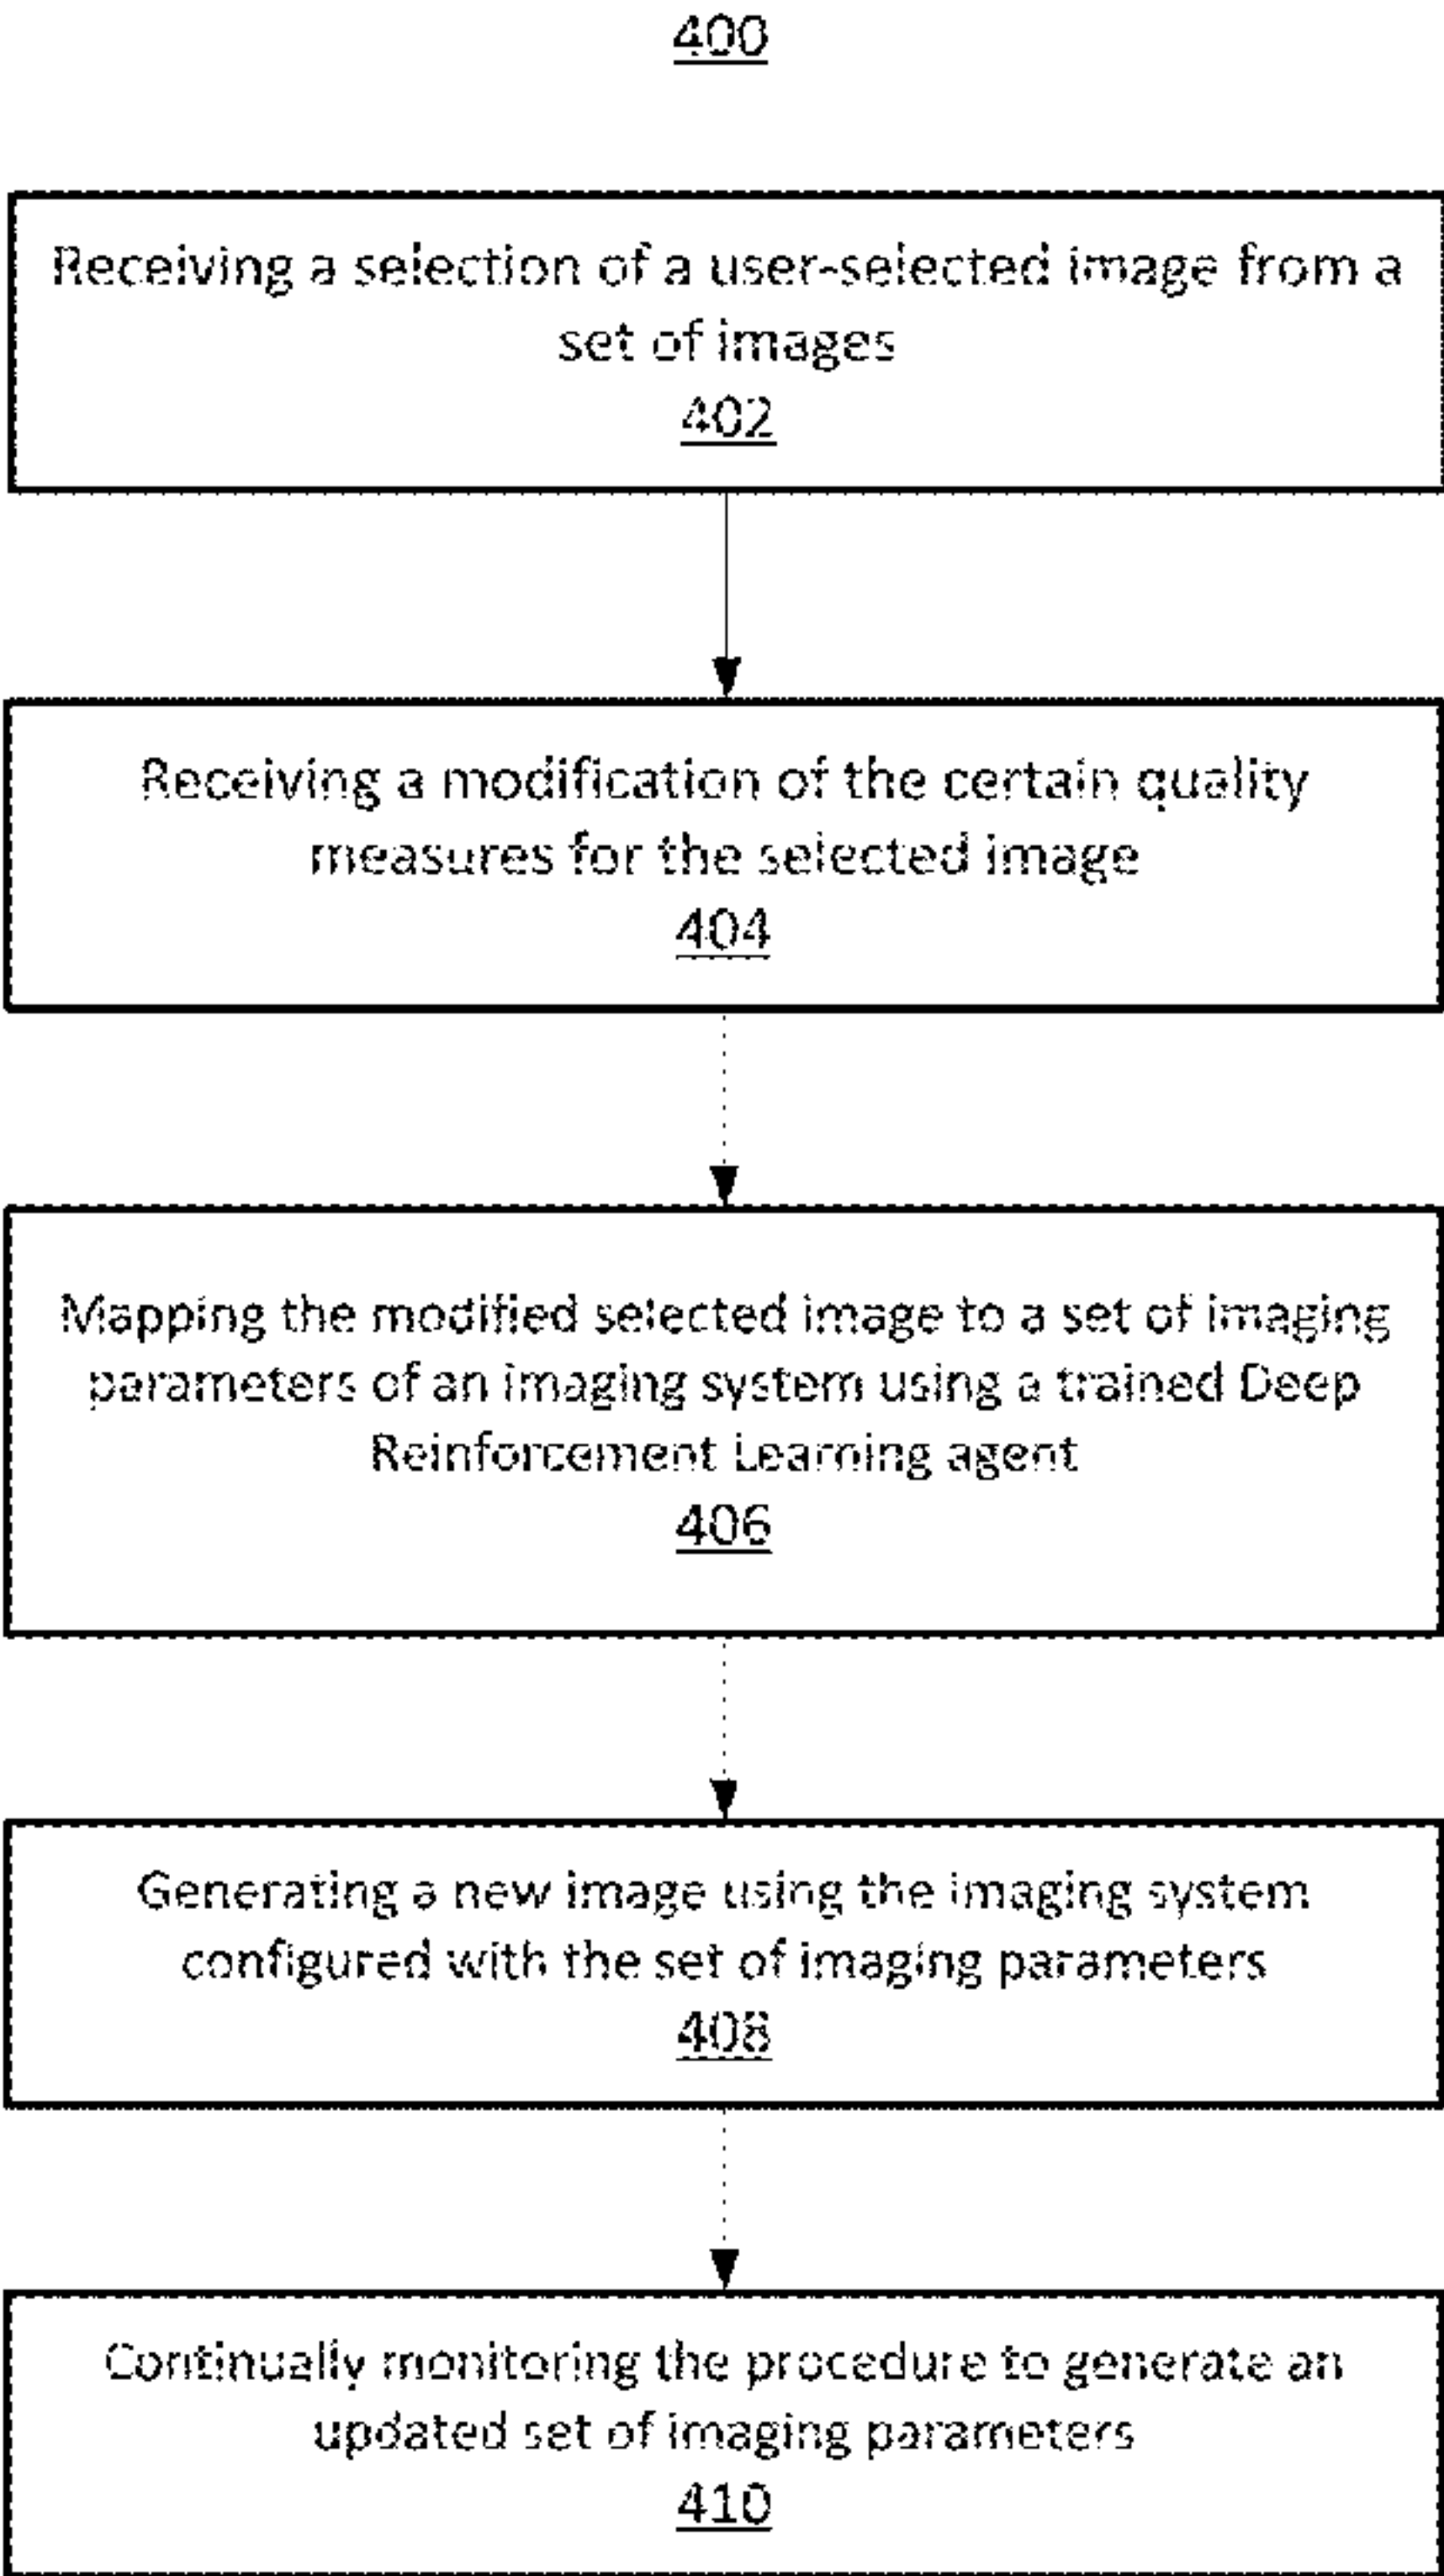 400
Receiving a selection of a user-selected image from a
set of images
402
Receiving a modification of the certain quality
measures for the selected image
404
Mapping the modified selected image to a set of imaging
parameters of an imaging system using a trained Deep
Reinforcement Learning agent
406
Generating a new image using the imaging system
configured with the set of imaging parameters
408
Continually monitoring the procedure to generate an
updated set of imaging parameters
410